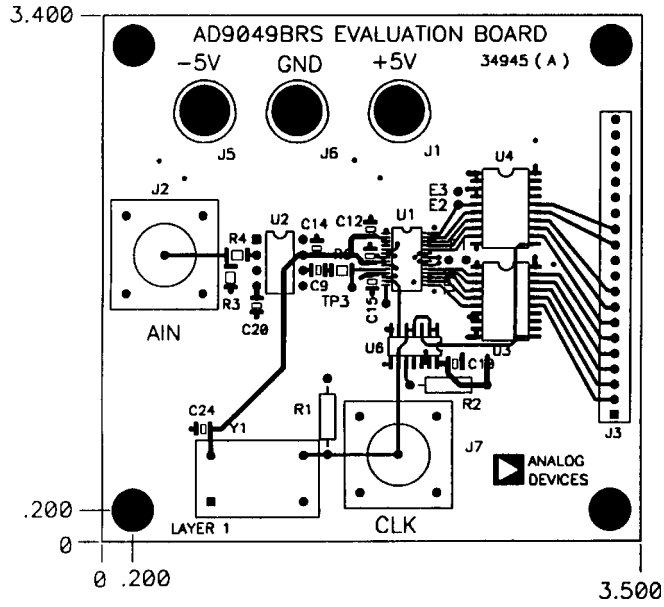 3.400
AD9049BRS EVALUATION BOARD
-5V GND +5V 34945 (A)
J5 J6 J1
U4
J2
E3
E2
R4 U2 C14 C12 U1
R3 C9 TP3 C15
C20
AIN
U6 U3
C24 R1 R2
Y1 J7 J3
ANALOG
DEVICES
LAYER 1 CLK
.200
0
0 .200 3.500